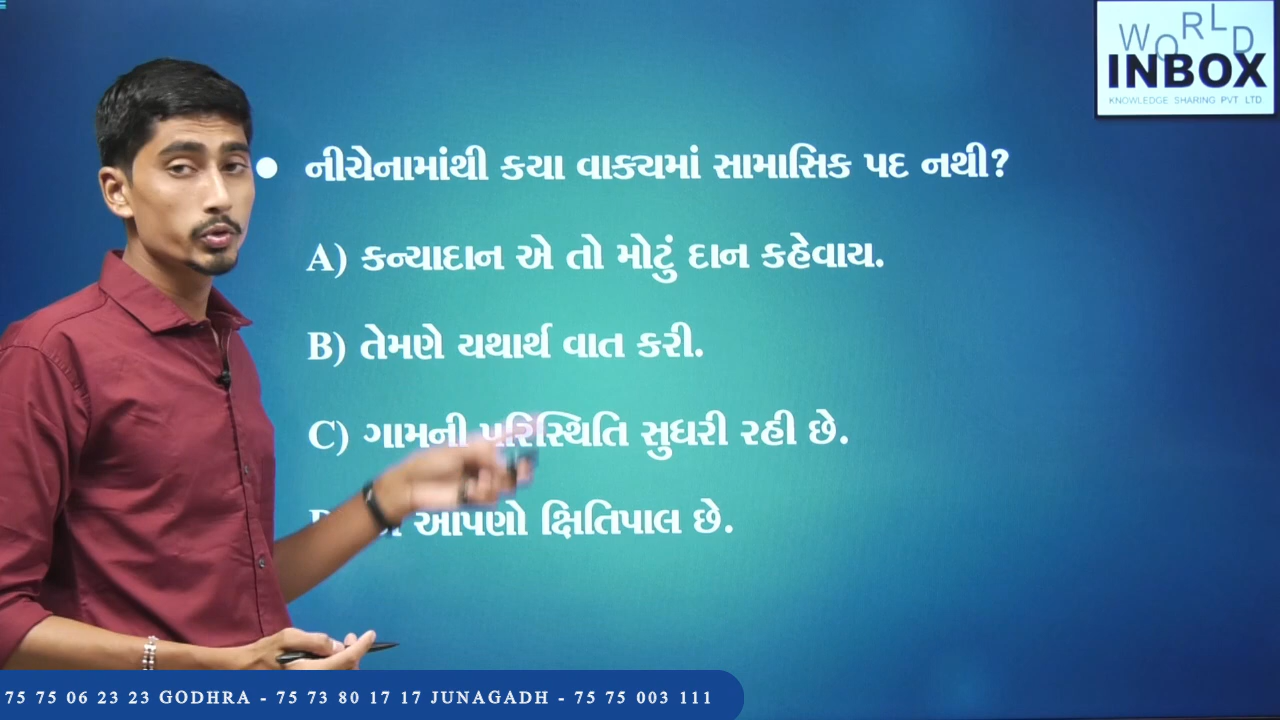 WORLD
INBOX
KNOWLEDGE SHARING PVT LTD.
● નીચેનામાંથી કયા વાક્યમાં સામાસિક પદ નથી?
A) કન્યાદાન એ તો મોટું દાન કહેવાય.
B) તેમણે યથાર્થ વાત કરી.
C) ગામની પરિસ્થિતિ સુધરી રહી છે.
આપણો ક્ષિતિપાલ છે.
75 75 06 23 23 GODHRA - 75 73 80 17 17 JUNAGADH - 75 75 003 111